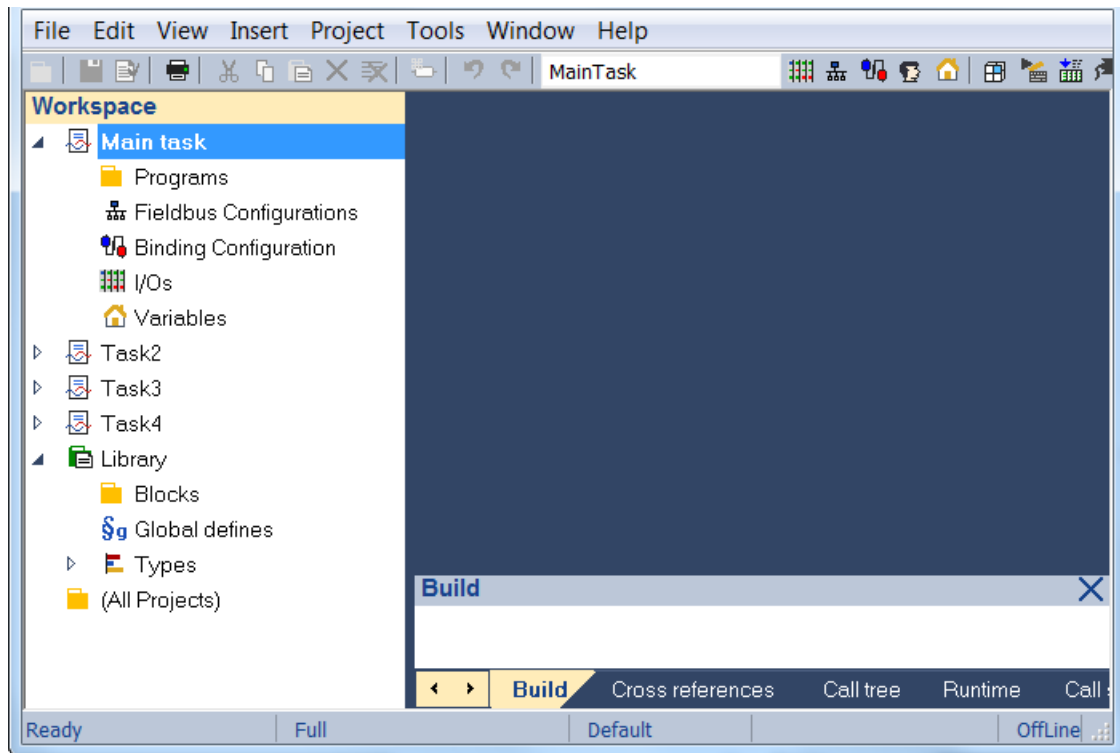 File Edit View Insert Project Tools Window Help
MainTask
Workspace
Main task
Programs
Fieldbus Configurations
Binding Configuration
I/Os
Variables
Task2
Task3
Task4
Library
Blocks
§g Global defines
Types
(All Projects)
Build
Build Cross references Call tree Runtime Call
Ready Full Default OffLine